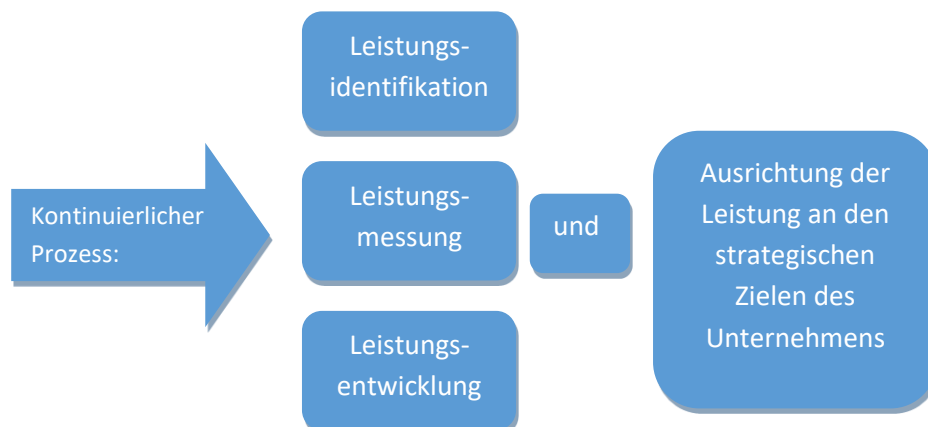 Kontinuierlicher
Prozess:
Leistungs-
identifikation
Leistungs-
messung
Leistungs-
entwicklung
und
Ausrichtung der
Leistung an den
strategischen
Zielen des
Unternehmens